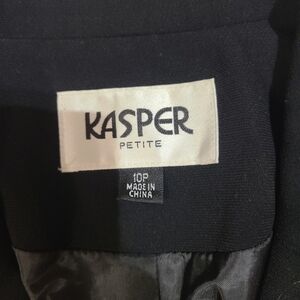 KASPER
PETITE
10P
MADE IN
CHINA